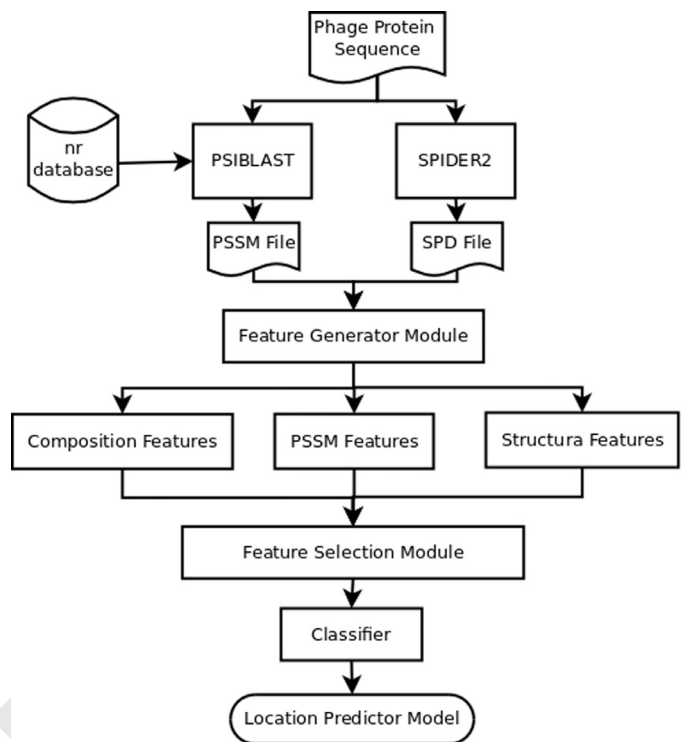 Phage Protein
Sequence
nr
database
PSIBLAST
SPIDER2
PSSM File
SPD File
Feature Generator Module
Composition Features
PSSM Features
Structura Features
Feature Selection Module
Classifier
Location Predictor Model